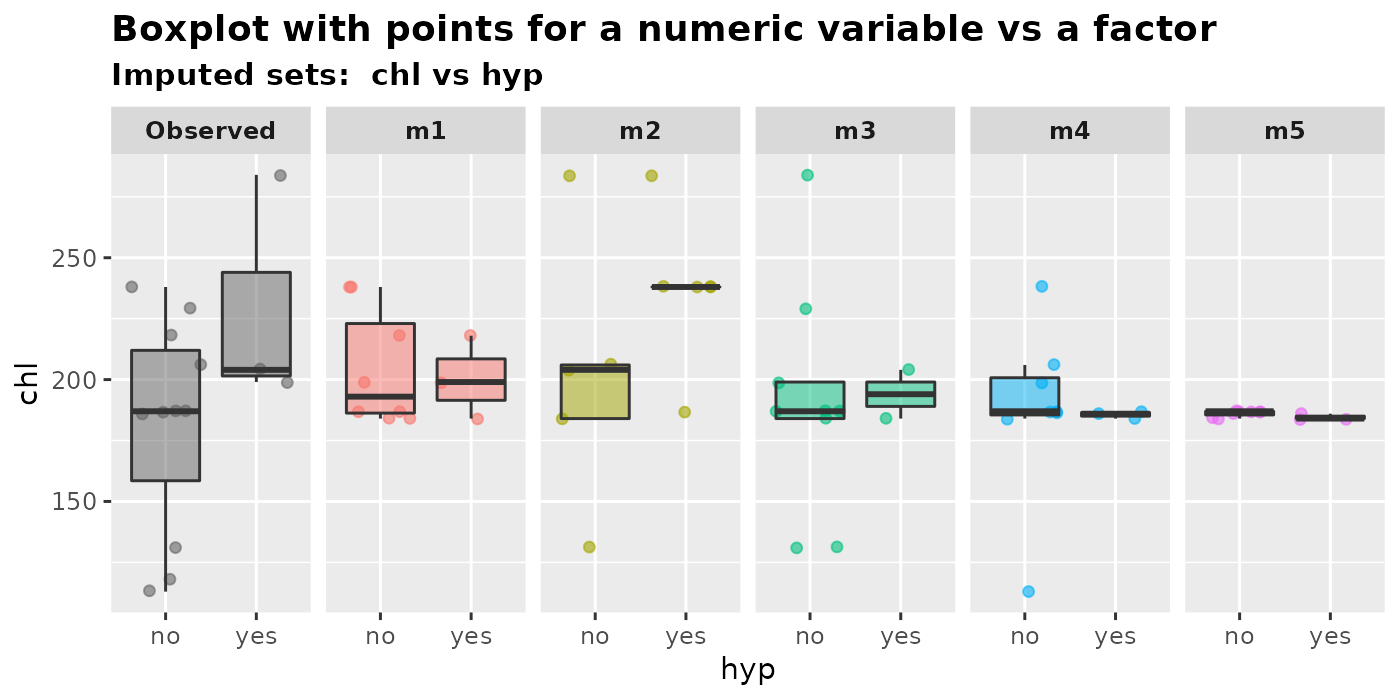 Boxplot with points for a numeric variable vs a factor
Imputed sets:  chl vs hyp
Observed m1 m2 m3 m4 m5
250
200
150
chl
no yes no yes no yes no yes no yes no yes
hyp